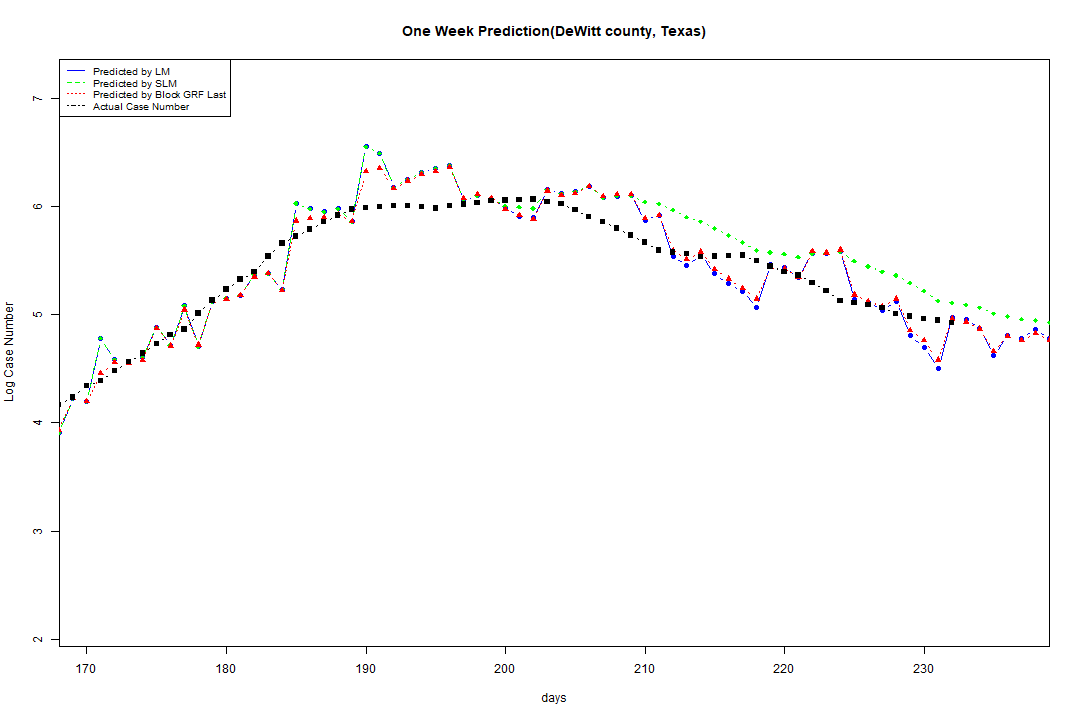 One Week Prediction(DeWitt county, Texas)
Predicted by LM
Predicted by SLM
Predicted by Block GRF Last
Actual Case Number
7
6
5
4
3
2
Log Case Number
170 180 190 200 210 220 230
days